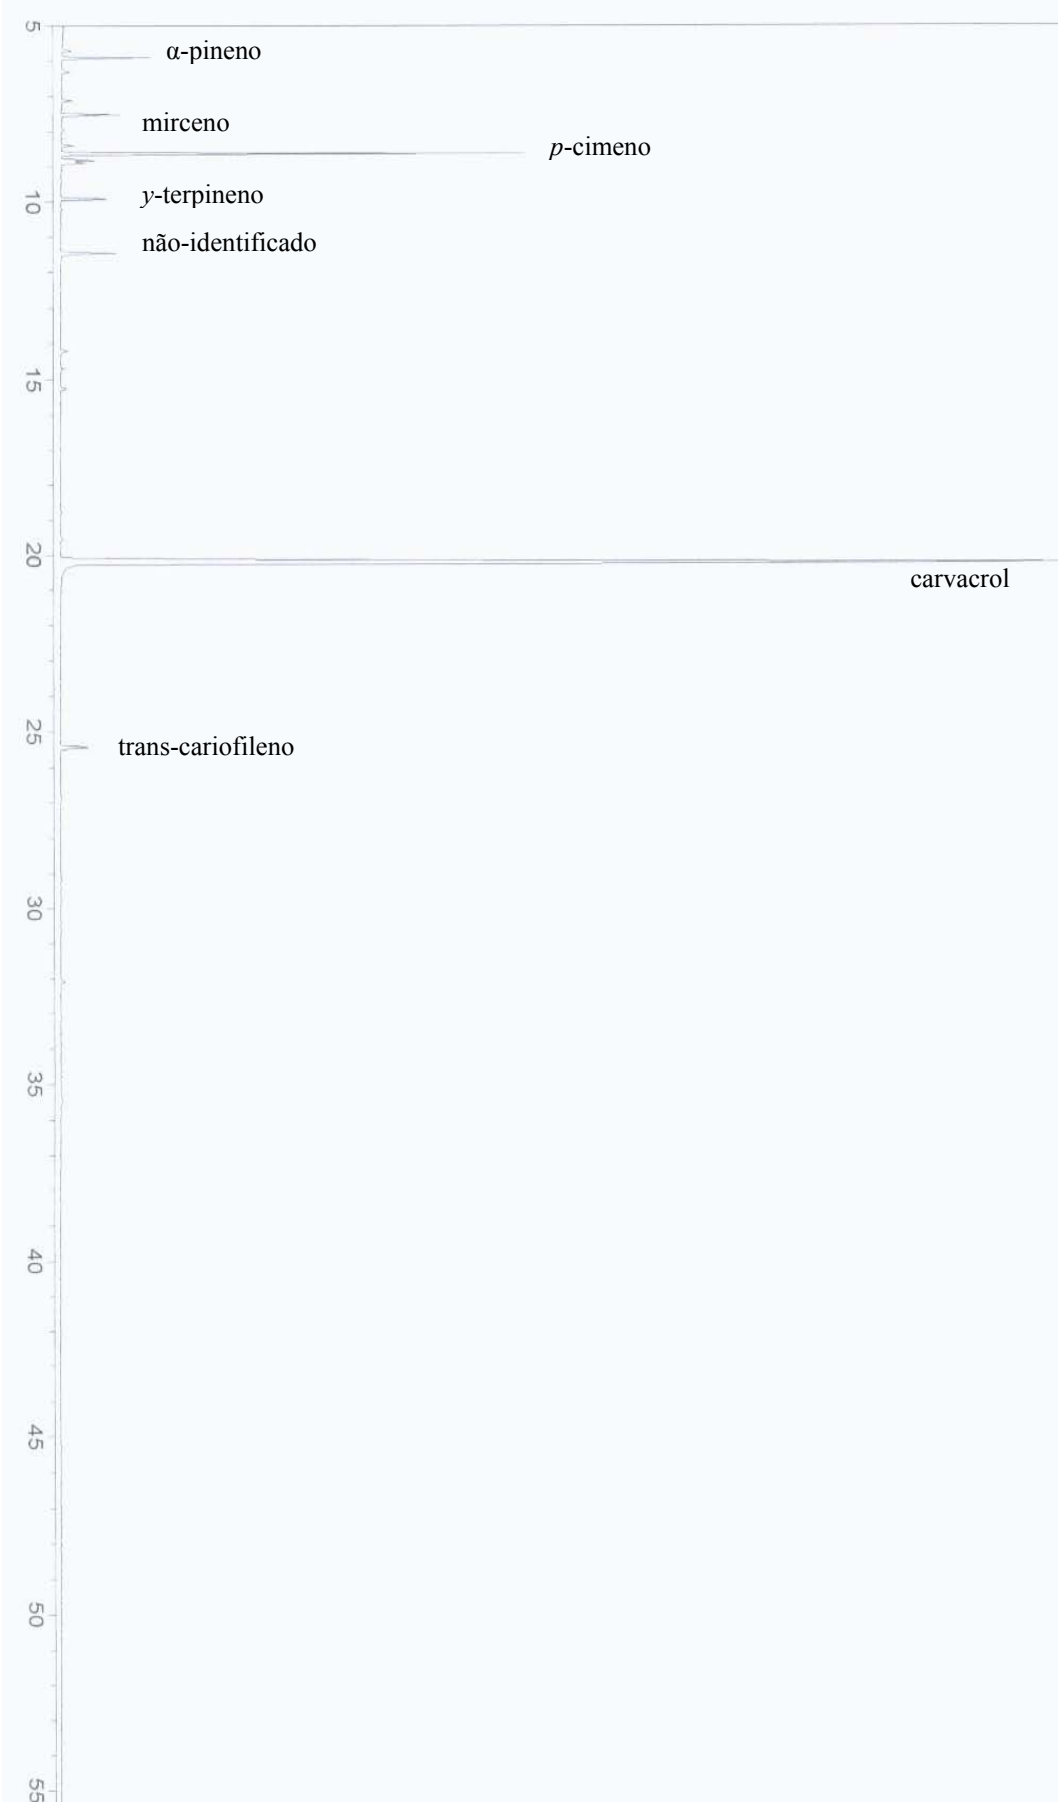 5
α-pineno
mirceno
p-cimeno
y-terpineno
10
não-identificado
15
20
carvacrol
25
trans-cariofileno
30
35
40
45
50
55